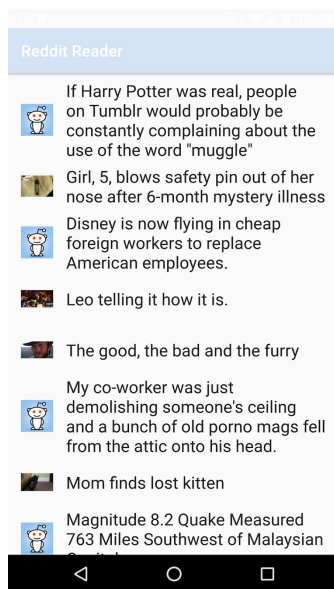 Reddit Reader
If Harry Potter was real, people
on Tumblr would probably be
constantly complaining about the
use of the word "muggle"
Girl, 5, blows safety pin out of her
nose after 6-month mystery illness
Disney is now flying in cheap
foreign workers to replace
American employees.
Leo telling it how it is.
The good, the bad and the furry
My co-worker was just
demolishing someone's ceiling
and a bunch of old porno mags fell
from the attic onto his head.
Mom finds lost kitten
Magnitude 8.2 Quake Measured
763 Miles Southwest of Malaysian